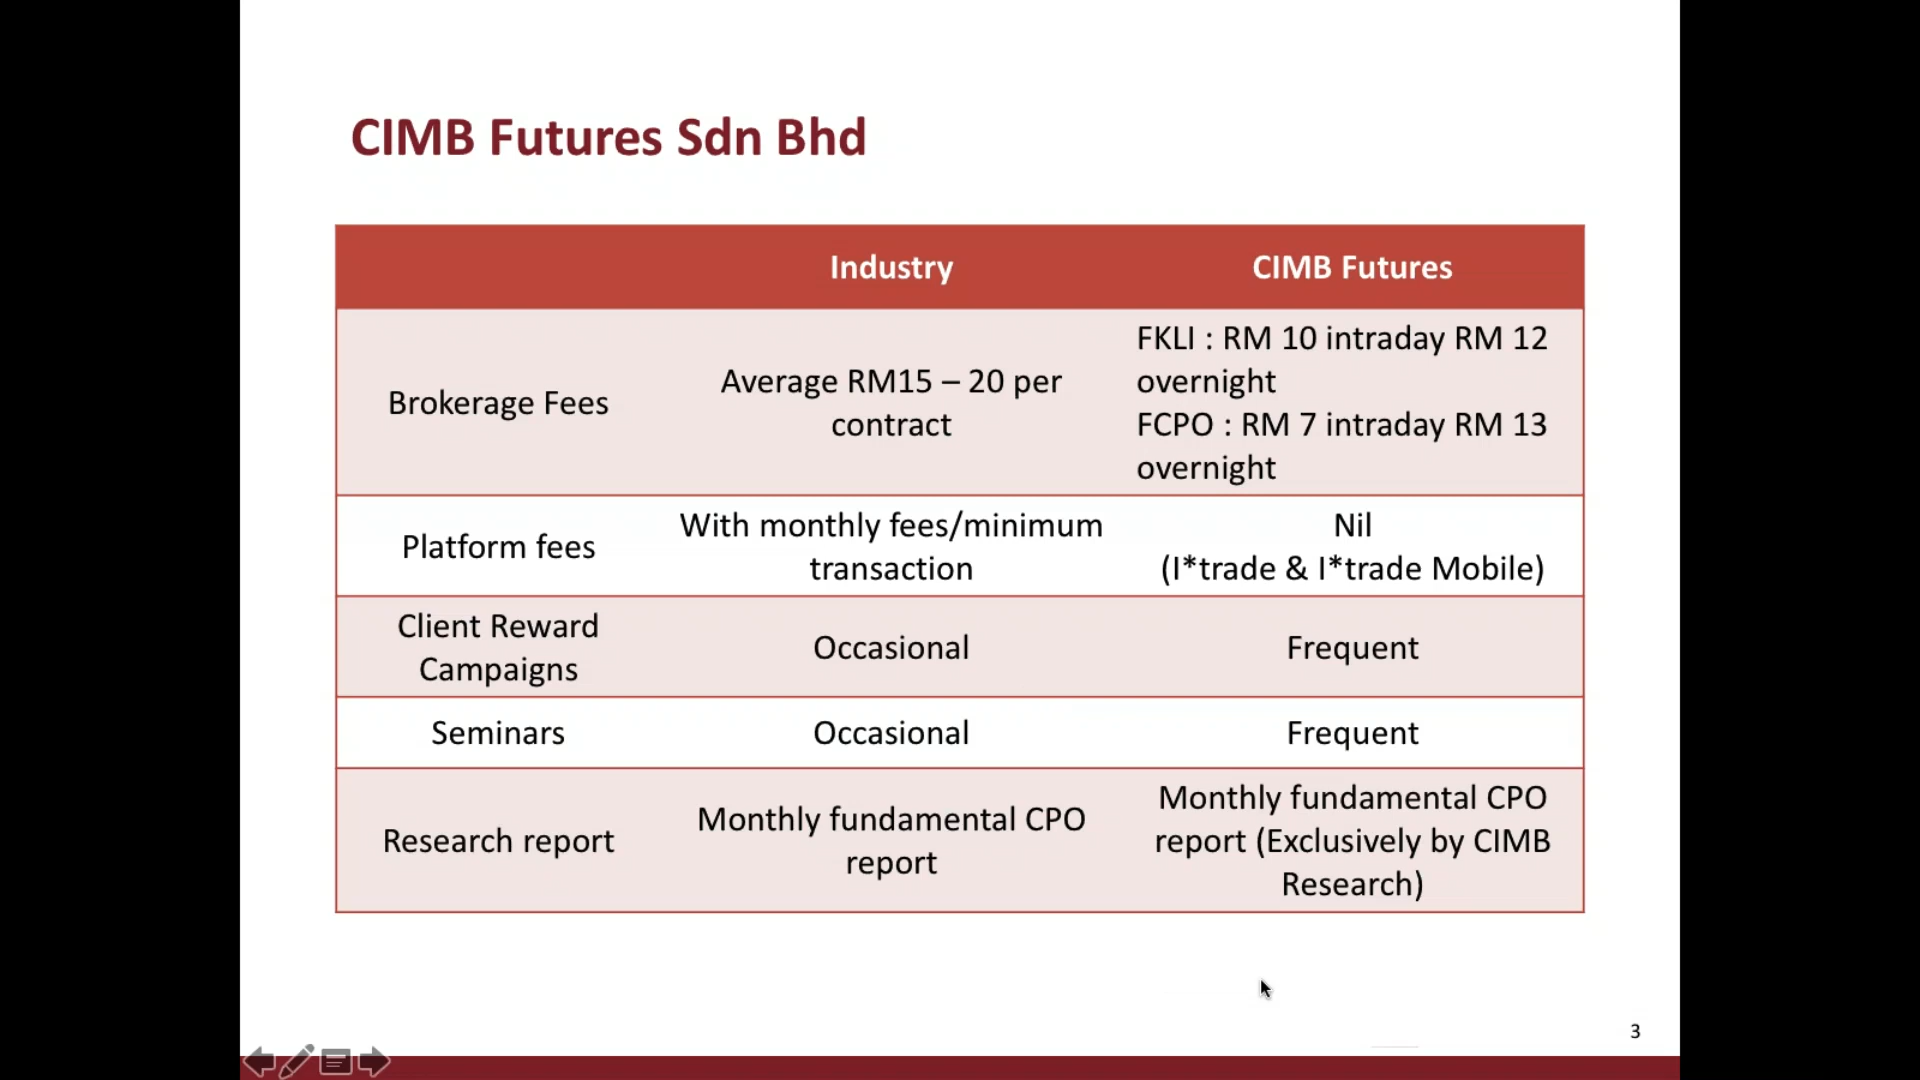 CIMB Futures Sdn Bhd
Industry
CIMB Futures
Brokerage Fees
Average RM15 – 20 per
contract
FKLI : RM 10 intraday RM 12
overnight
FCPO : RM 7 intraday RM 13
overnight
Platform fees
With monthly fees/minimum
transaction
Nil
(I*trade & I*trade Mobile)
Client Reward
Campaigns
Occasional
Frequent
Seminars
Occasional
Frequent
Research report
Monthly fundamental CPO
report
Monthly fundamental CPO
report (Exclusively by CIMB
Research)
3